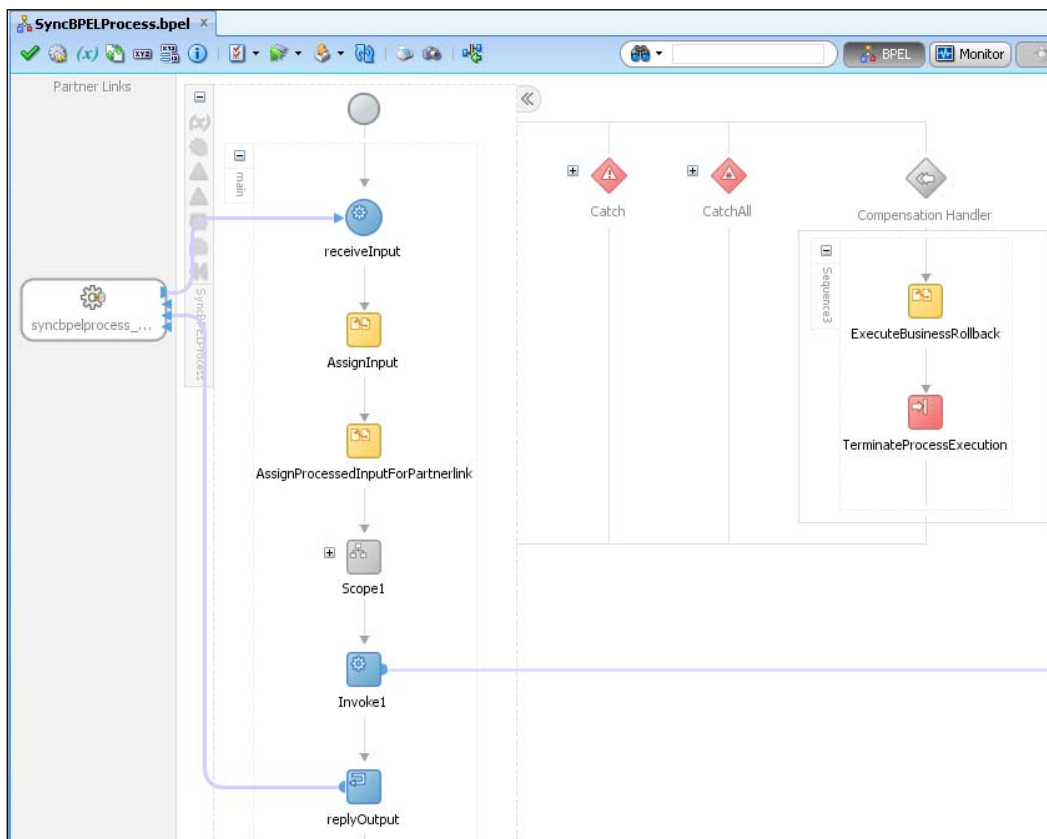 SyncBPELProcess.bpel
(x)
XYZ
BPEL
Monitor
Partner Links
(x)
main
receiveInput
SyncBPELProcess
syncbpelprocess_...
AssignInput
AssignProcessedInputForPartnerlink
Scope1
Invoke1
replyOutput
Catch
CatchAll
Compensation Handler
Sequence3
ExecuteBusinessRollback
TerminateProcessExecution